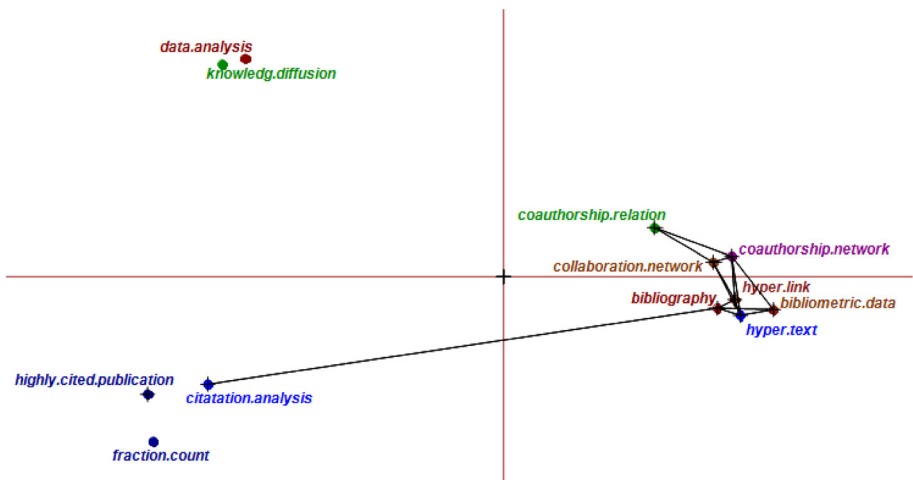 data.analysis
knowledg.diffusion
coauthorship.relation
coauthorship.network
collaboration.network
hyper.link
bibliography
bibliometric.data
hyper.text
highly.cited.publication
citatation.analysis
fraction.count